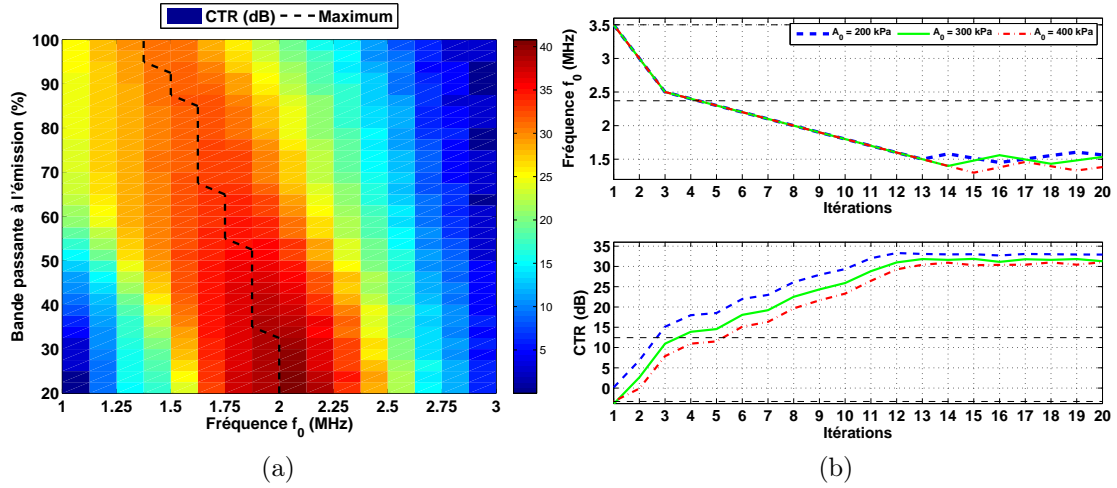 CTR (dB) Maximum
100
90
80
70
60
50
40
30
20
Bande passante à l'émission (%)
1 1.25 1.5 1.75 2 2.25 2.5 2.75 3
Fréquence f0 (MHz)
40
35
30
25
20
15
10
5
(a)
3.5
3
2.5
2
1.5
Fréquence f0 (MHz)
A0 = 200 kPa A0 = 300 kPa A0 = 400 kPa
1 2 3 4 5 6 7 8 9 10 11 12 13 14 15 16 17 18 19 20
Itérations
35
30
25
20
15
10
5
0
CTR (dB)
1 2 3 4 5 6 7 8 9 10 11 12 13 14 15 16 17 18 19 20
Itérations
(b)